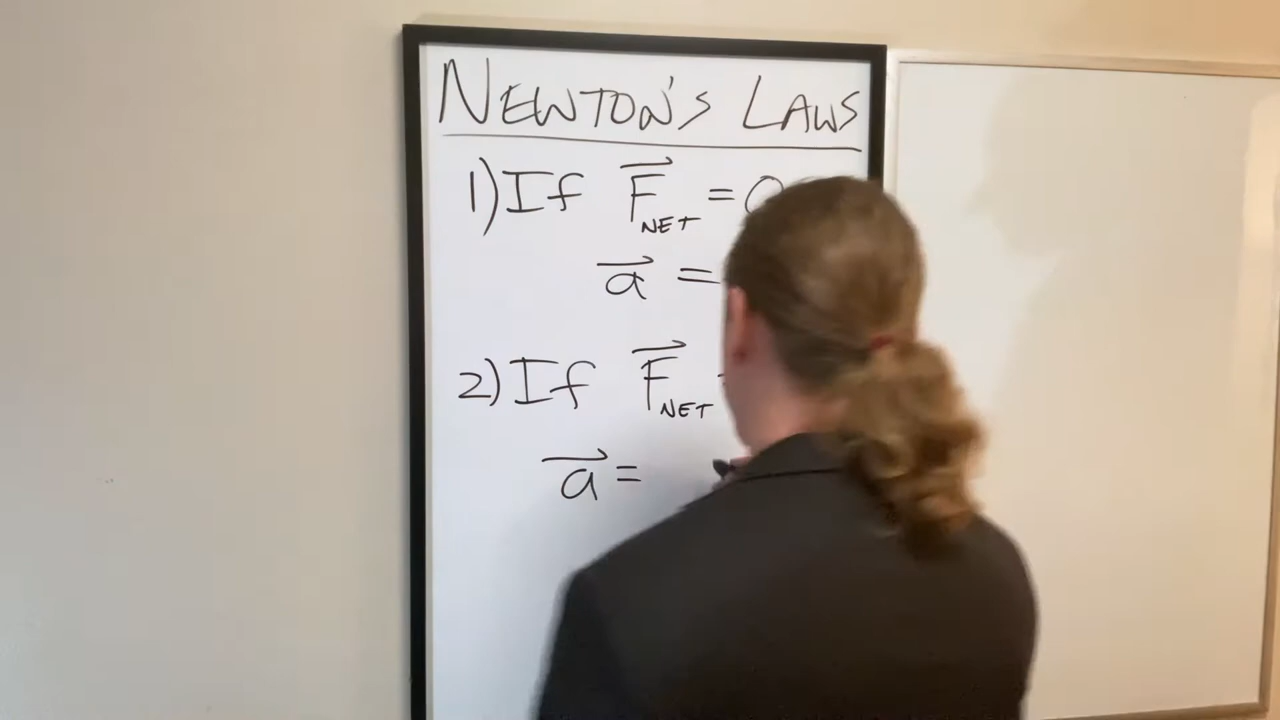 NEWTON'S LAWS
1) If F⃗ NET = 0
a⃗ =
2) If F⃗ NET
a⃗ =